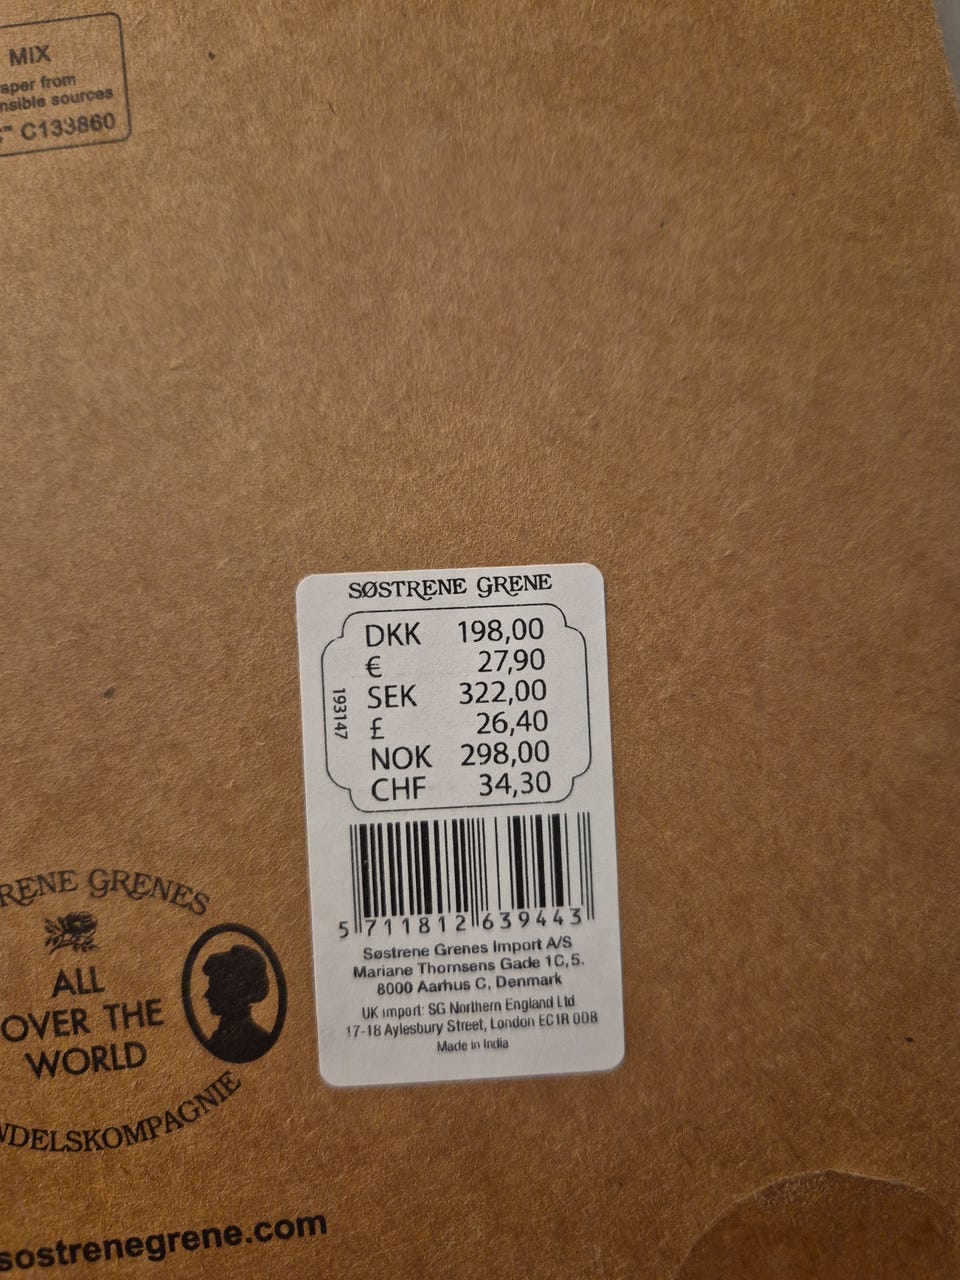 MIX
aper from
nsible sources
C™ C133860
SØSTRENE GRENE
DKK 198,00
€ 27,90
SEK 322,00
£ 26,40
NOK 298,00
CHF 34,30
193147
5 711812 639443
Søstrene Grenes Import A/S
Mariane Thomsens Gade 1C, 5.
8000 Aarhus C, Denmark
UK import: SG Northern England Ltd
17-18 Aylesbury Street, London EC1R 0DB
Made in India
RENE GRENES
ALL
OVER THE
WORLD
NDELSKOMPAGNIE
sostrenegrene.com